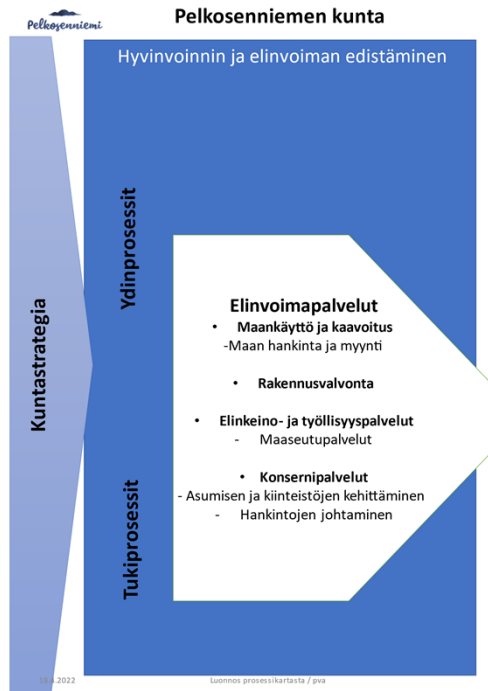 Pelkosenniemi
Pelkosenniemen kunta
Hyvinvoinnin ja elinvoiman edistäminen
Kuntastrategia
Ydinprosessit
Tukiprosessit
Elinvoimapalvelut
• Maankäyttö ja kaavoitus
-Maan hankinta ja myynti
• Rakennusvalvonta
• Elinkeino- ja työllisyyspalvelut
- Maaseutupalvelut
• Konsernipalvelut
- Asumisen ja kiinteistöjen kehittäminen
- Hankintojen johtaminen
Luonnos prosessikartasta / pva